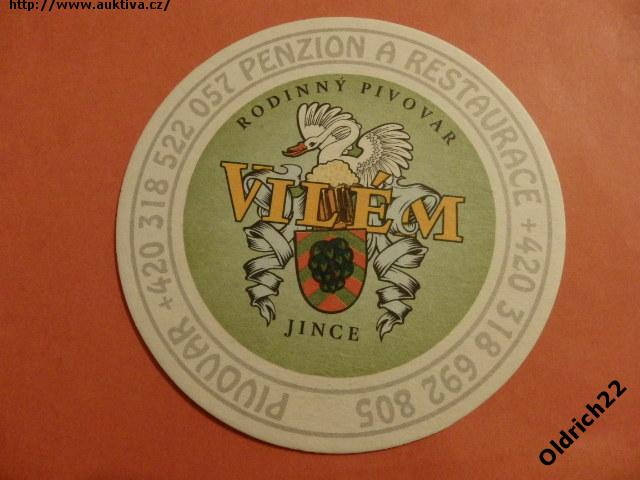 http://www.auktiva.cz/
PIVOVAR +420 318 522 057 PENZION A RESTAURACE +420 318 692 805
RODINNÝ PIVOVAR
VILÉM
JINCE
Oldrich22